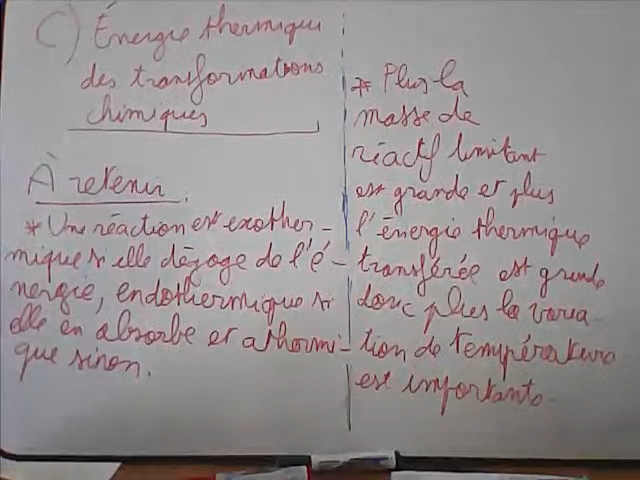 C) Énergie thermique
des transformations
chimiques
À retenir.
* Une réaction est exother-
mique si elle dégage de l'é-
nergie, endothermique si
elle en absorbe et athermi-
que sinon.
* Plus la
masse de
réactif limitant
est grande et plus
l'énergie thermique
transférée est grande
donc plus la varia-
tion de température
est importante.